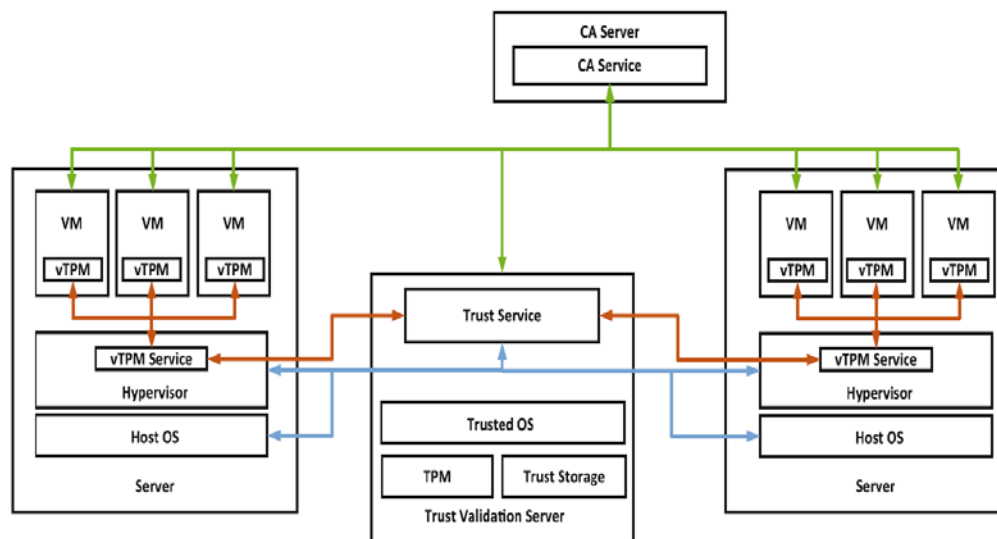 CA Server
CA Service
VM
VM
VM
vTPM
vTPM
vTPM
vTPM Service
Hypervisor
Host OS
Server
Trust Service
Trusted OS
TPM
Trust Storage
Trust Validation Server
VM
VM
VM
vTPM
vTPM
vTPM
vTPM Service
Hypervisor
Host OS
Server